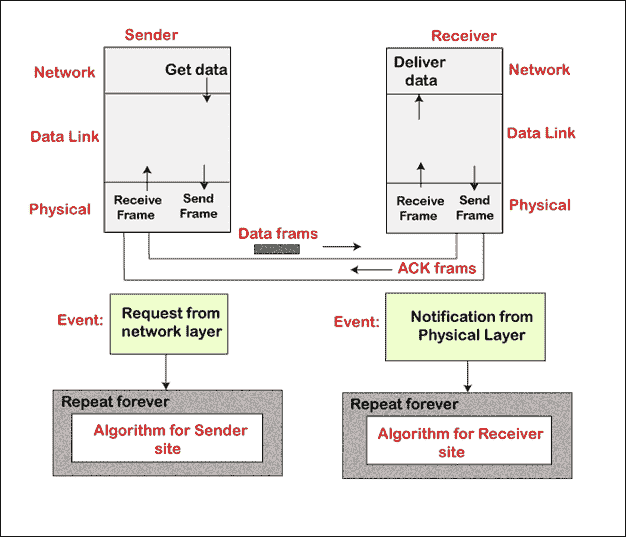 Sender
Receiver
Network
Get data
Deliver
data
Network
Data Link
Data Link
Physical
Receive
Frame
Send
Frame
Receive
Frame
Send
Frame
Physical
Data frams
ACK frams
Event:
Request from
network layer
Event:
Notification from
Physical Layer
Repeat forever
Algorithm for Sender
site
Repeat forever
Algorithm for Receiver
site